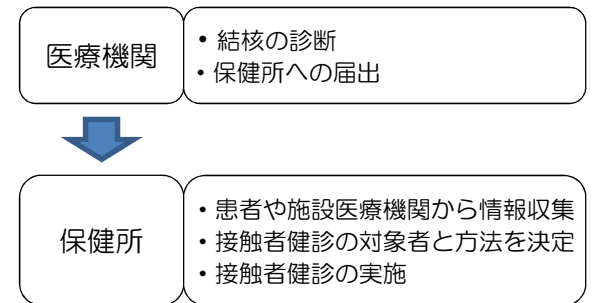 医療機関
• 結核の診断
• 保健所への届出
保健所
• 患者や施設医療機関から情報収集
• 接触者健診の対象者と方法を決定
• 接触者健診の実施